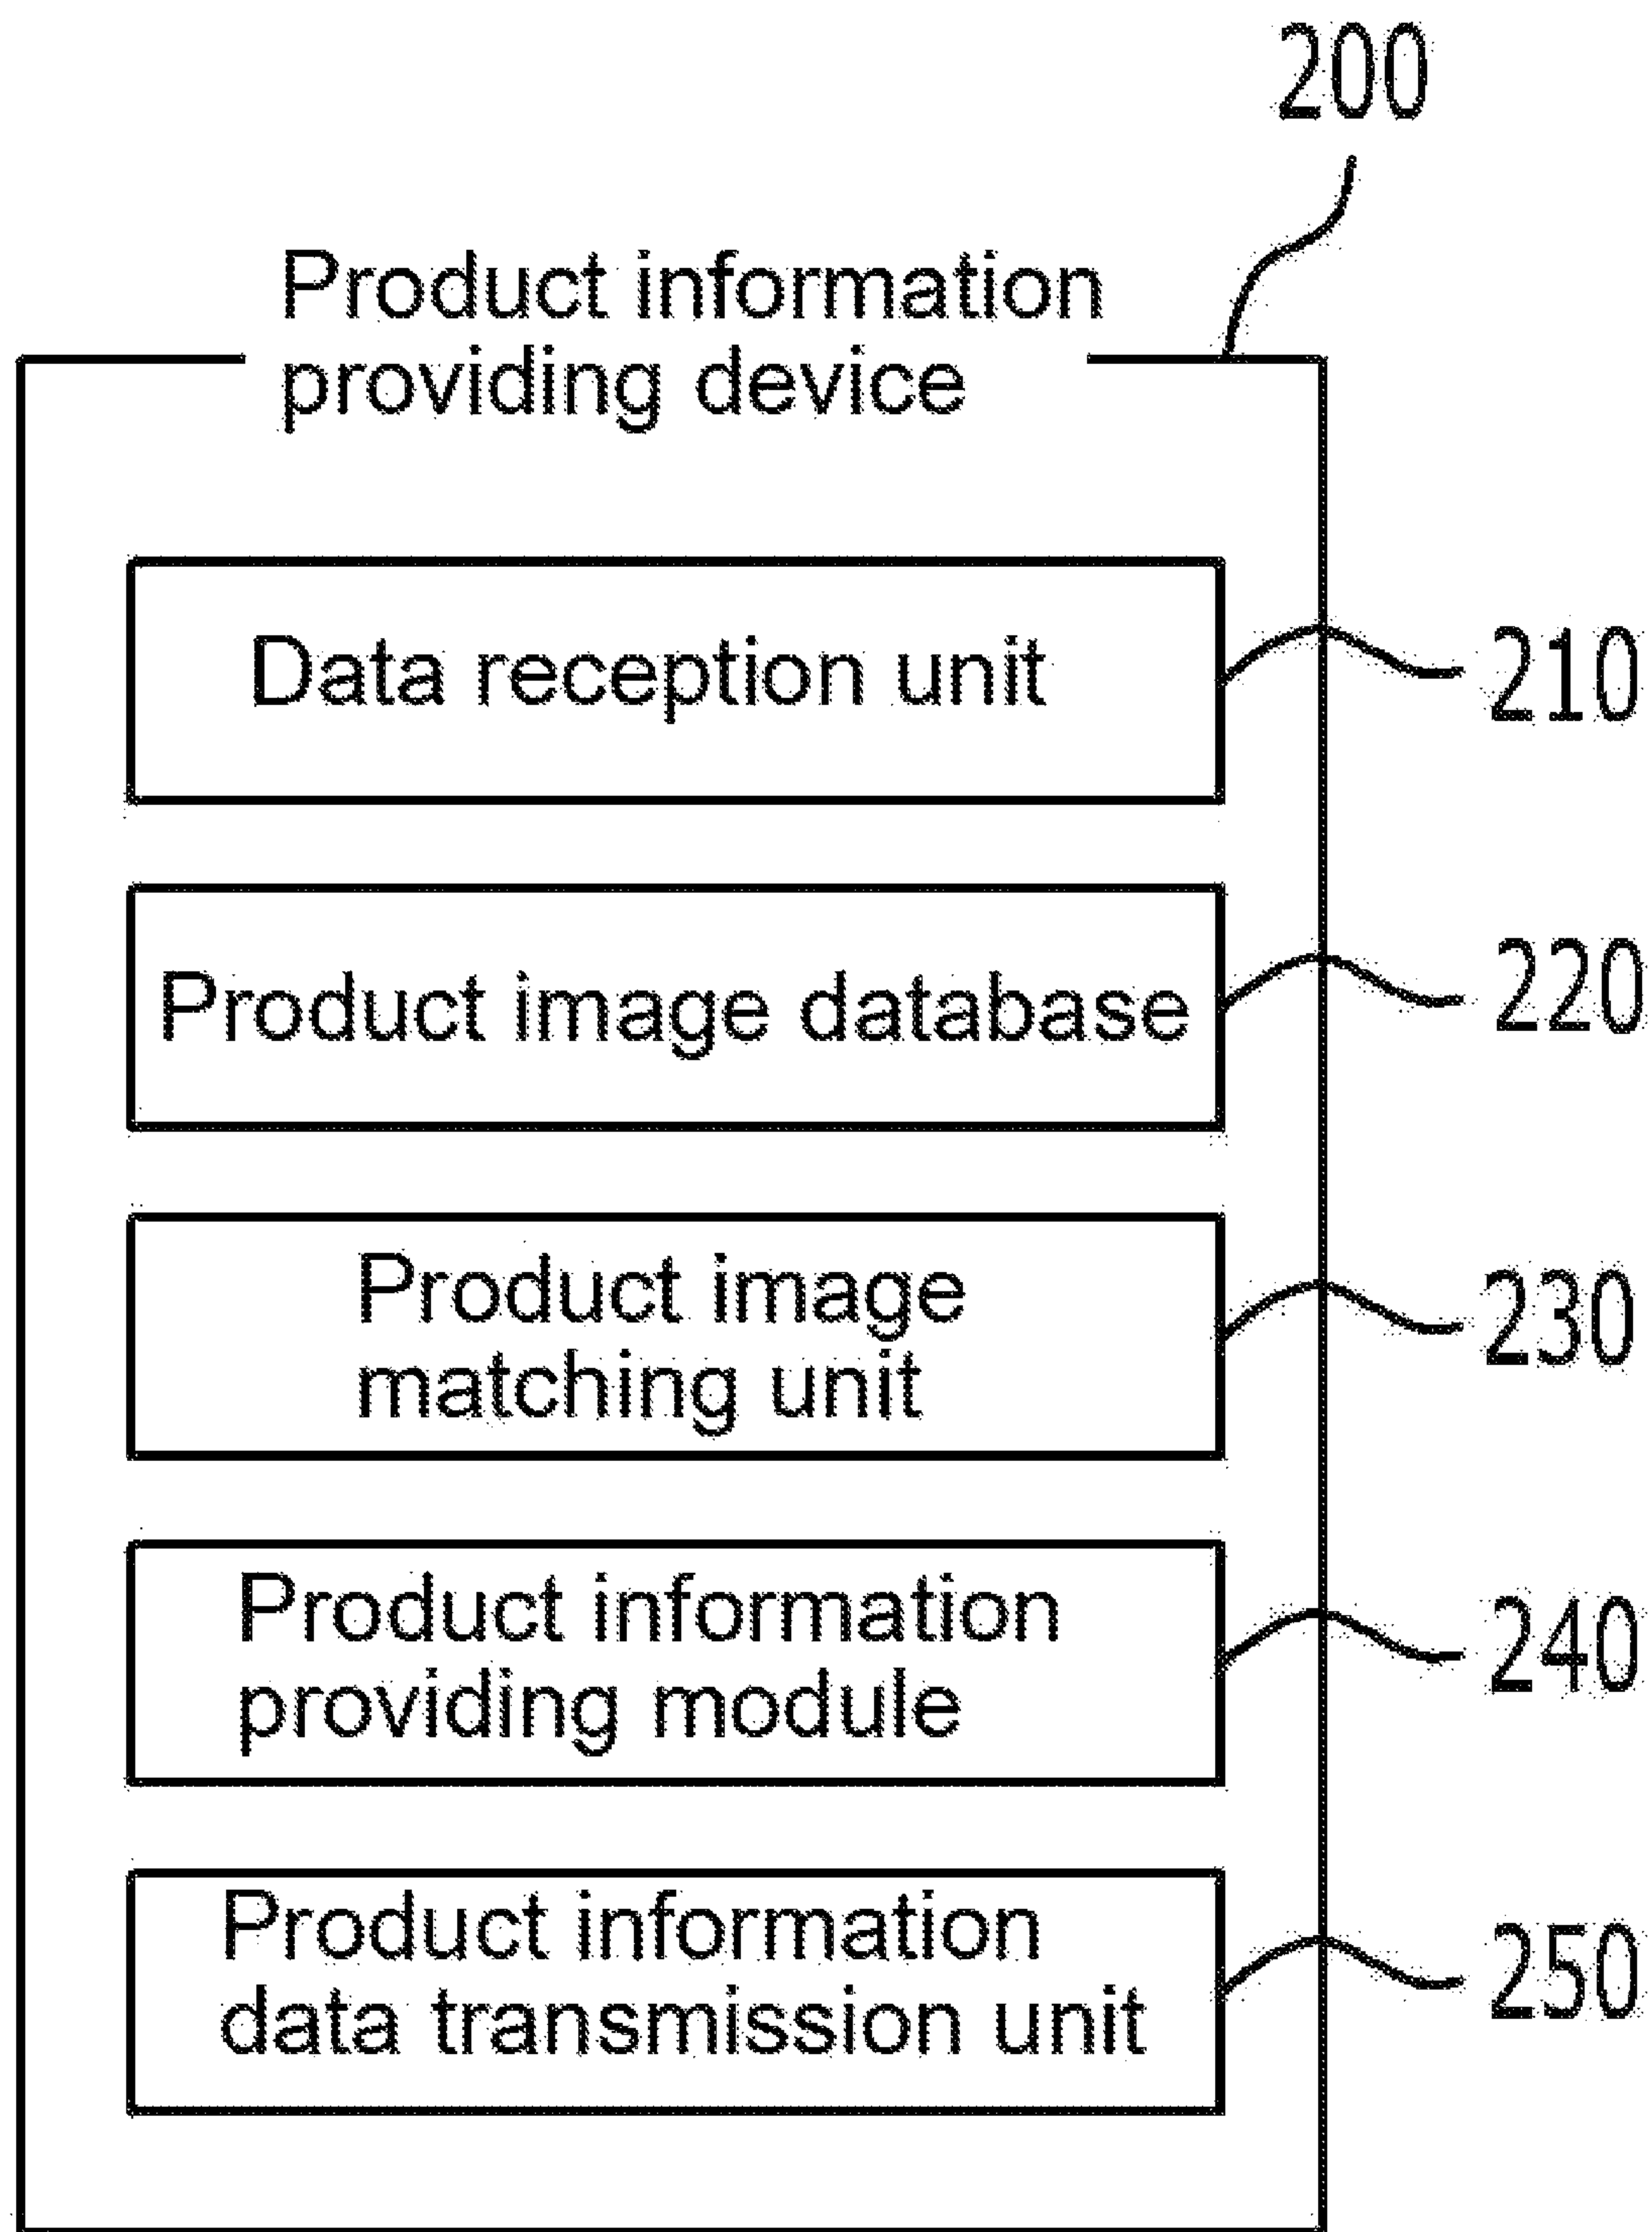 200
Product information
providing device
Data reception unit
210
Product image database
220
Product image
matching unit
230
Product information
providing module
240
Product information
data transmission unit
250